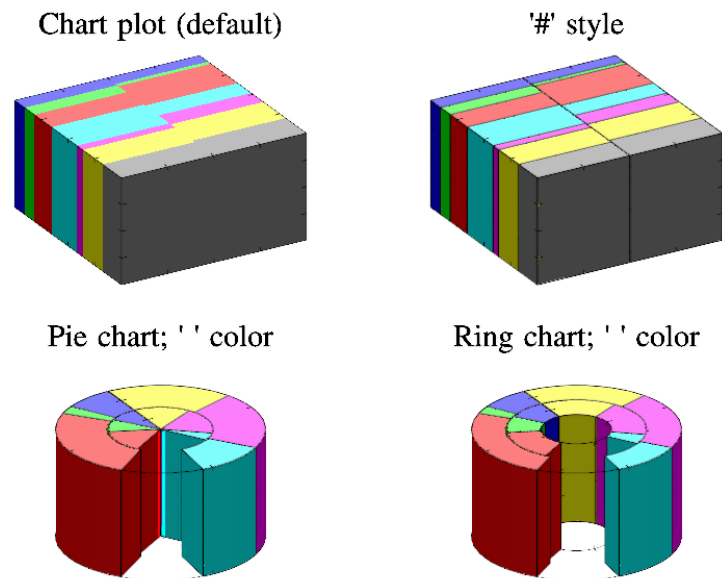 Chart plot (default)
'#' style
Pie chart; ' ' color
Ring chart; ' ' color